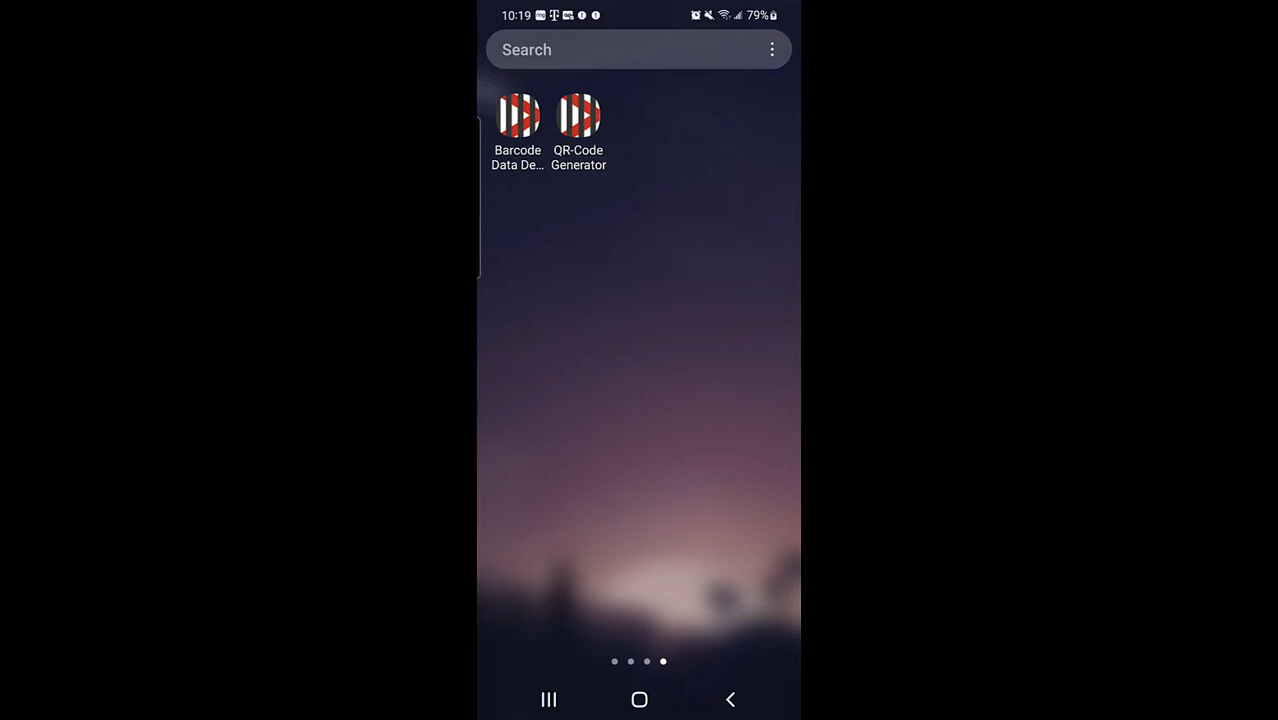 10:19
79%
Search
Barcode
Data De...
QR-Code
Generator